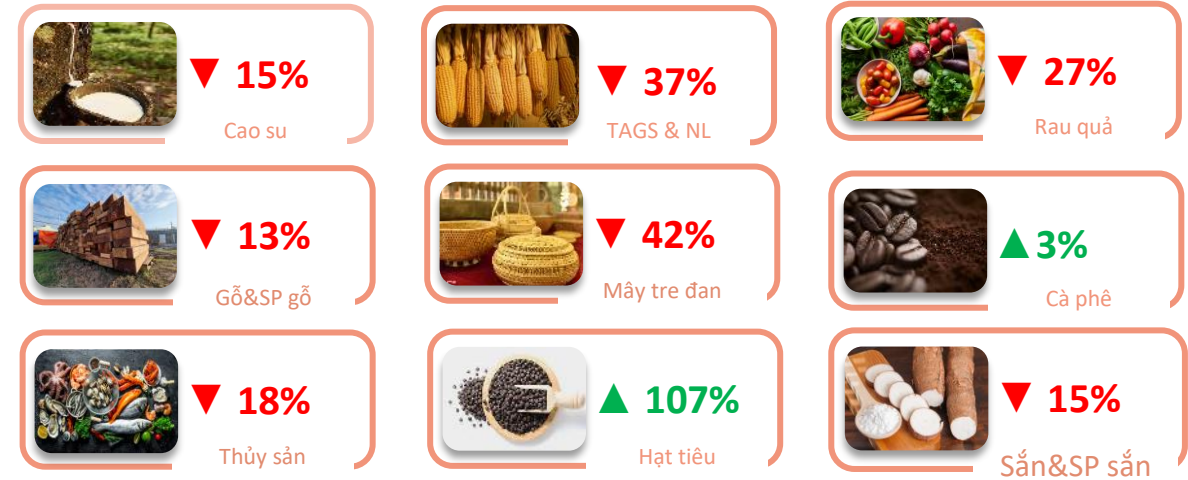 ▼ 15%
Cao su
▼ 37%
TAGS & NL
▼ 27%
Rau quả
▼ 13%
Gỗ&SP gỗ
▼ 42%
Mây tre đan
▲ 3%
Cà phê
▼ 18%
Thủy sản
▲ 107%
Hạt tiêu
▼ 15%
Sắn&SP sắn